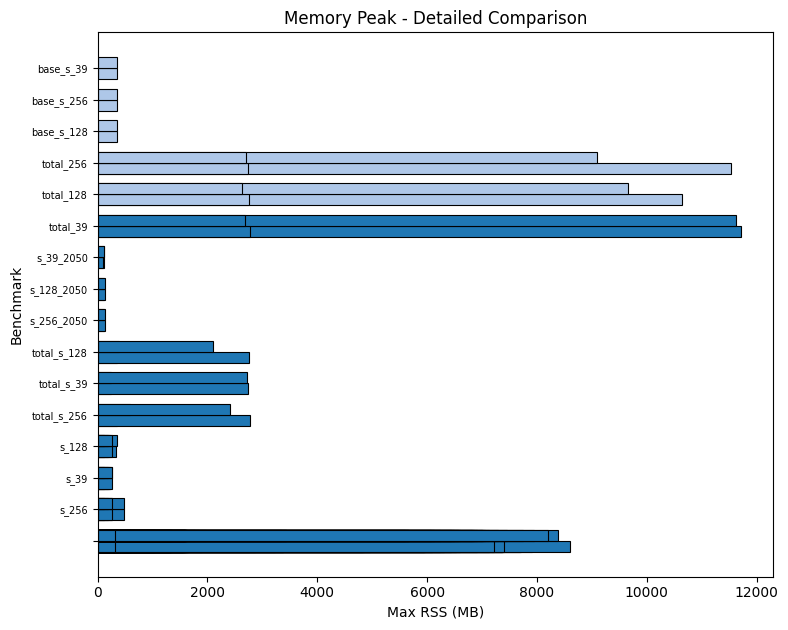 Memory Peak - Detailed Comparison
Benchmark
base_s_39
base_s_256
base_s_128
total_256
total_128
total_39
s_39_2050
s_128_2050
s_256_2050
total_s_128
total_s_39
total_s_256
s_128
s_39
s_256
0 2000 4000 6000 8000 10000 12000
Max RSS (MB)